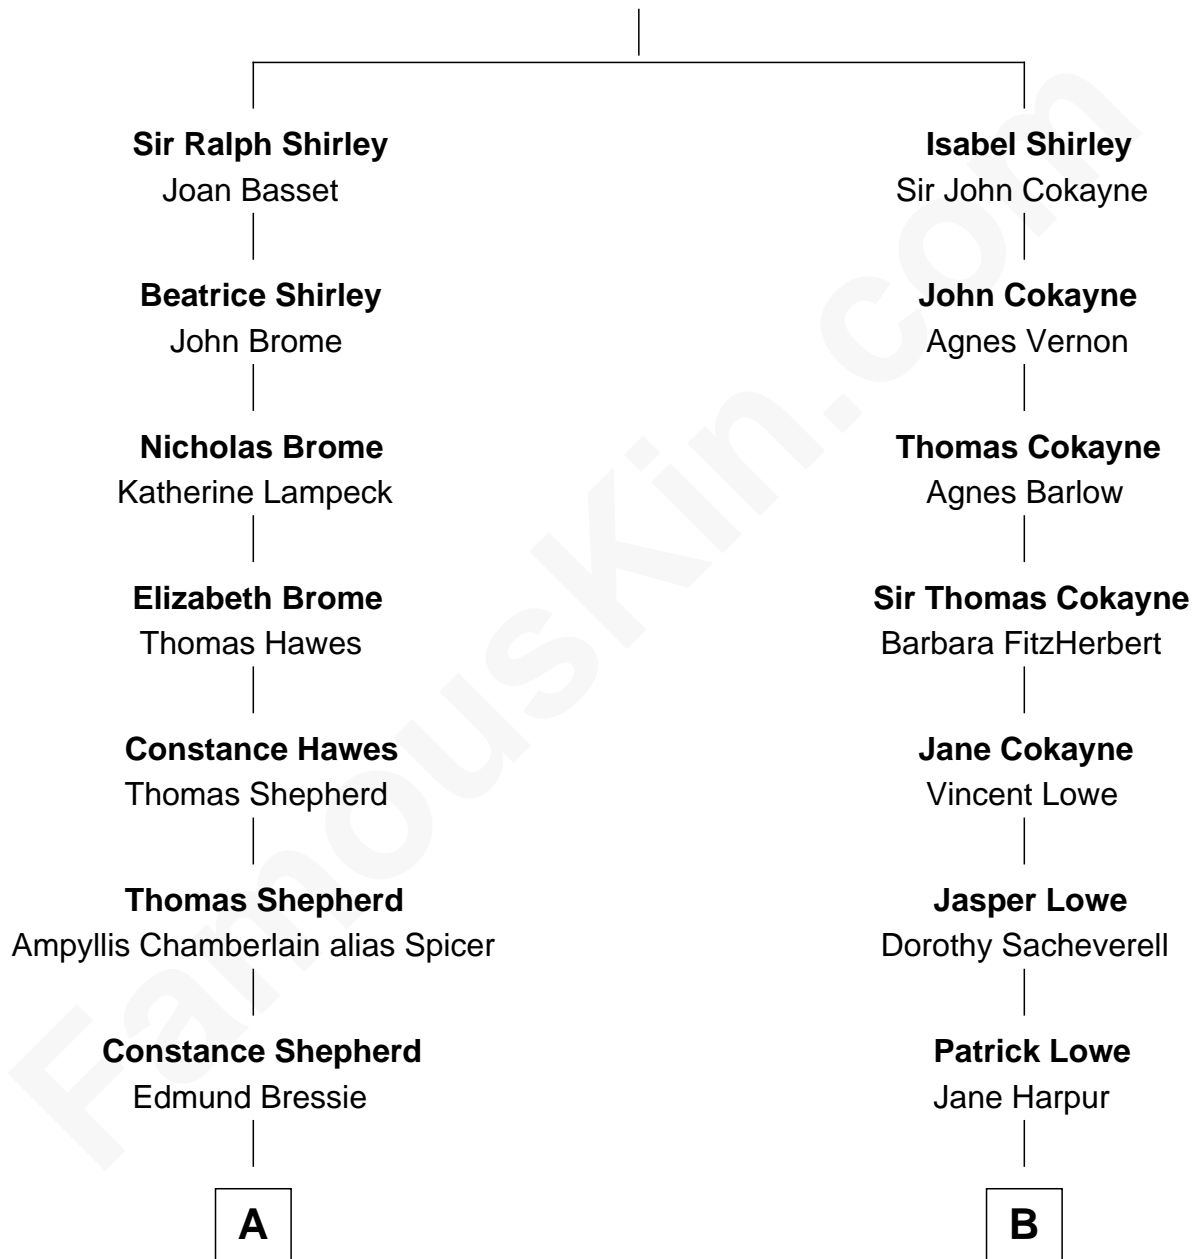 Sir Ralph Shirley
Joan Basset
Beatrice Shirley
John Brome
Nicholas Brome
Katherine Lampeck
Elizabeth Brome
Thomas Hawes
Constance Hawes
Thomas Shepherd
Thomas Shepherd
Ampyllis Chamberlain alias Spicer
Constance Shepherd
Edmund Bressie
A
Isabel Shirley
Sir John Cokayne
John Cokayne
Agnes Vernon
Thomas Cokayne
Agnes Barlow
Sir Thomas Cokayne
Barbara FitzHerbert
Jane Cokayne
Vincent Lowe
Jasper Lowe
Dorothy Sacheverell
Patrick Lowe
Jane Harpur
B
FamousKin.com